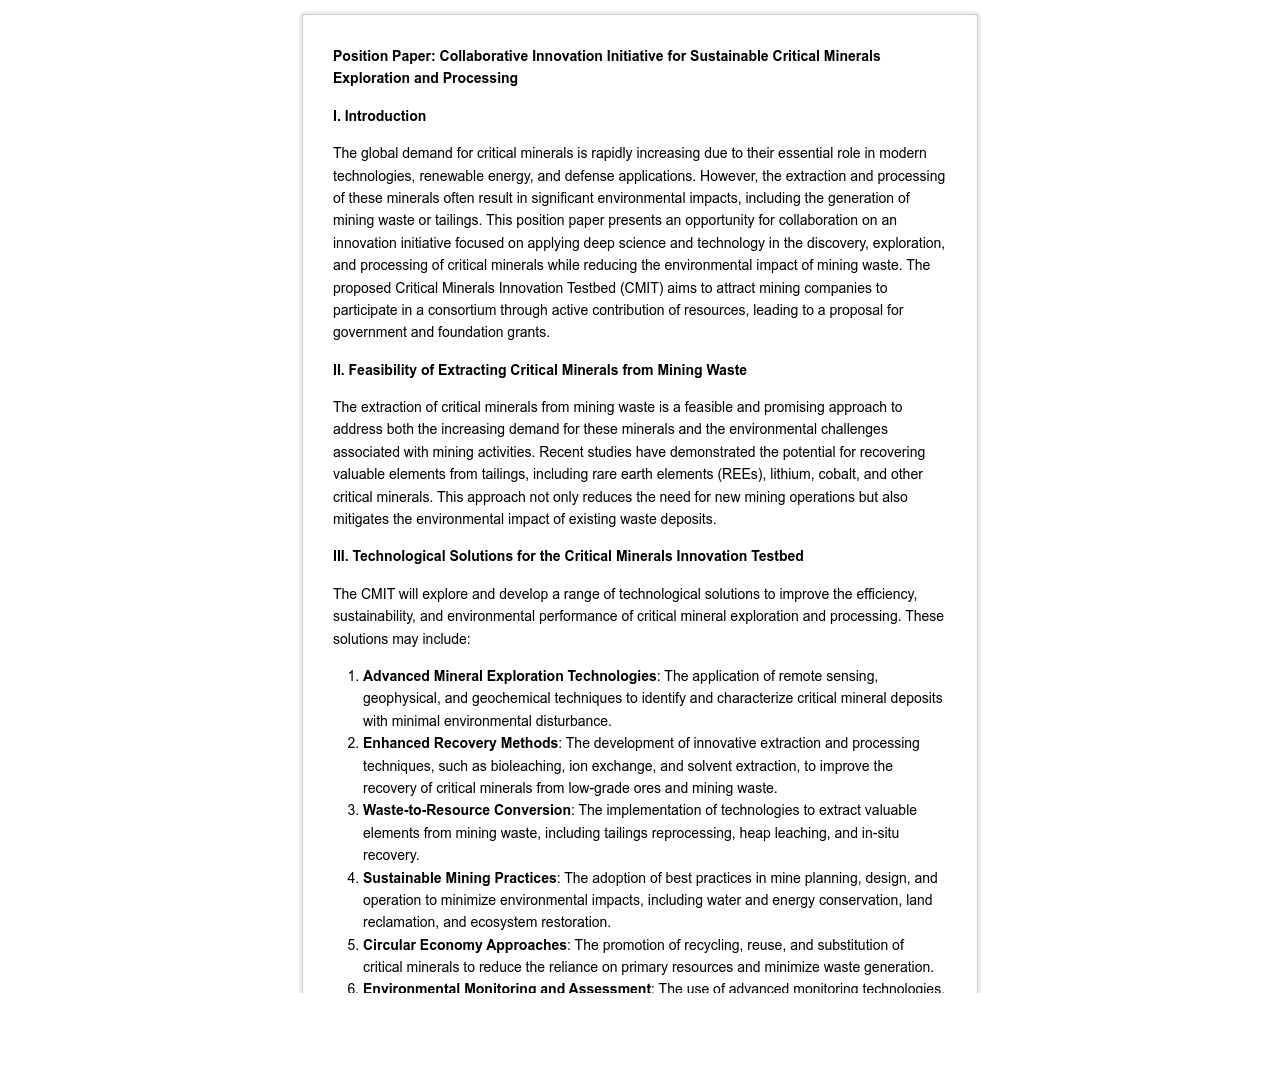 Position Paper: Collaborative Innovation Initiative for Sustainable Critical Minerals
Exploration and Processing
I. Introduction
The global demand for critical minerals is rapidly increasing due to their essential role in modern
technologies, renewable energy, and defense applications. However, the extraction and processing
of these minerals often result in significant environmental impacts, including the generation of
mining waste or tailings. This position paper presents an opportunity for collaboration on an
innovation initiative focused on applying deep science and technology in the discovery, exploration,
and processing of critical minerals while reducing the environmental impact of mining waste. The
proposed Critical Minerals Innovation Testbed (CMIT) aims to attract mining companies to
participate in a consortium through active contribution of resources, leading to a proposal for
government and foundation grants.
II. Feasibility of Extracting Critical Minerals from Mining Waste
The extraction of critical minerals from mining waste is a feasible and promising approach to
address both the increasing demand for these minerals and the environmental challenges
associated with mining activities. Recent studies have demonstrated the potential for recovering
valuable elements from tailings, including rare earth elements (REEs), lithium, cobalt, and other
critical minerals. This approach not only reduces the need for new mining operations but also
mitigates the environmental impact of existing waste deposits.
III. Technological Solutions for the Critical Minerals Innovation Testbed
The CMIT will explore and develop a range of technological solutions to improve the efficiency,
sustainability, and environmental performance of critical mineral exploration and processing. These
solutions may include:
1. Advanced Mineral Exploration Technologies: The application of remote sensing,
geophysical, and geochemical techniques to identify and characterize critical mineral deposits
with minimal environmental disturbance.
2. Enhanced Recovery Methods: The development of innovative extraction and processing
techniques, such as bioleaching, ion exchange, and solvent extraction, to improve the
recovery of critical minerals from low-grade ores and mining waste.
3. Waste-to-Resource Conversion: The implementation of technologies to extract valuable
elements from mining waste, including tailings reprocessing, heap leaching, and in-situ
recovery.
4. Sustainable Mining Practices: The adoption of best practices in mine planning, design, and
operation to minimize environmental impacts, including water and energy conservation, land
reclamation, and ecosystem restoration.
5. Circular Economy Approaches: The promotion of recycling, reuse, and substitution of
critical minerals to reduce the reliance on primary resources and minimize waste generation.
6. Environmental Monitoring and Assessment: The use of advanced monitoring technologies,